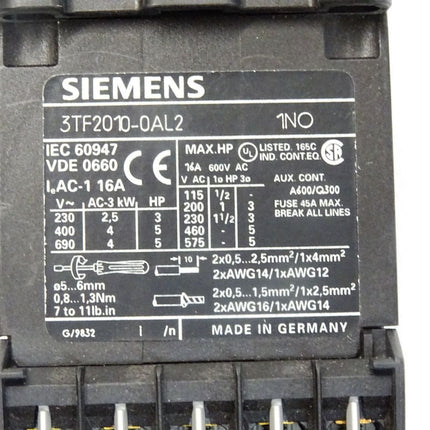 SIEMENS
3TF2010-0AL2 1NO
IEC 60947
VDE 0660
IₑAC-1 16A
V~ AC-3 kW HP
230 2,5 3
400 4 5
690 4 5
MAX.HP UL LISTED. 165C
16A 600V AC IND. CONT.EQ.
V AC 1ø HP 3ø
115 1/2 -
200 1 3
230 1 1/2 3
460 - 5
575 - 5
AUX. CONT.
A600/Q300
FUSE 45A MAX.
BREAK ALL LINES
ø5...6mm
0,8...1,3Nm
7 to 11lb.in
10
2x0,5...2,5mm²/1x4mm²
2xAWG14/1xAWG12
2x0,5...1,5mm²/1x2,5mm²
2xAWG16/1xAWG14
G/9832 I /n MADE IN GERMANY